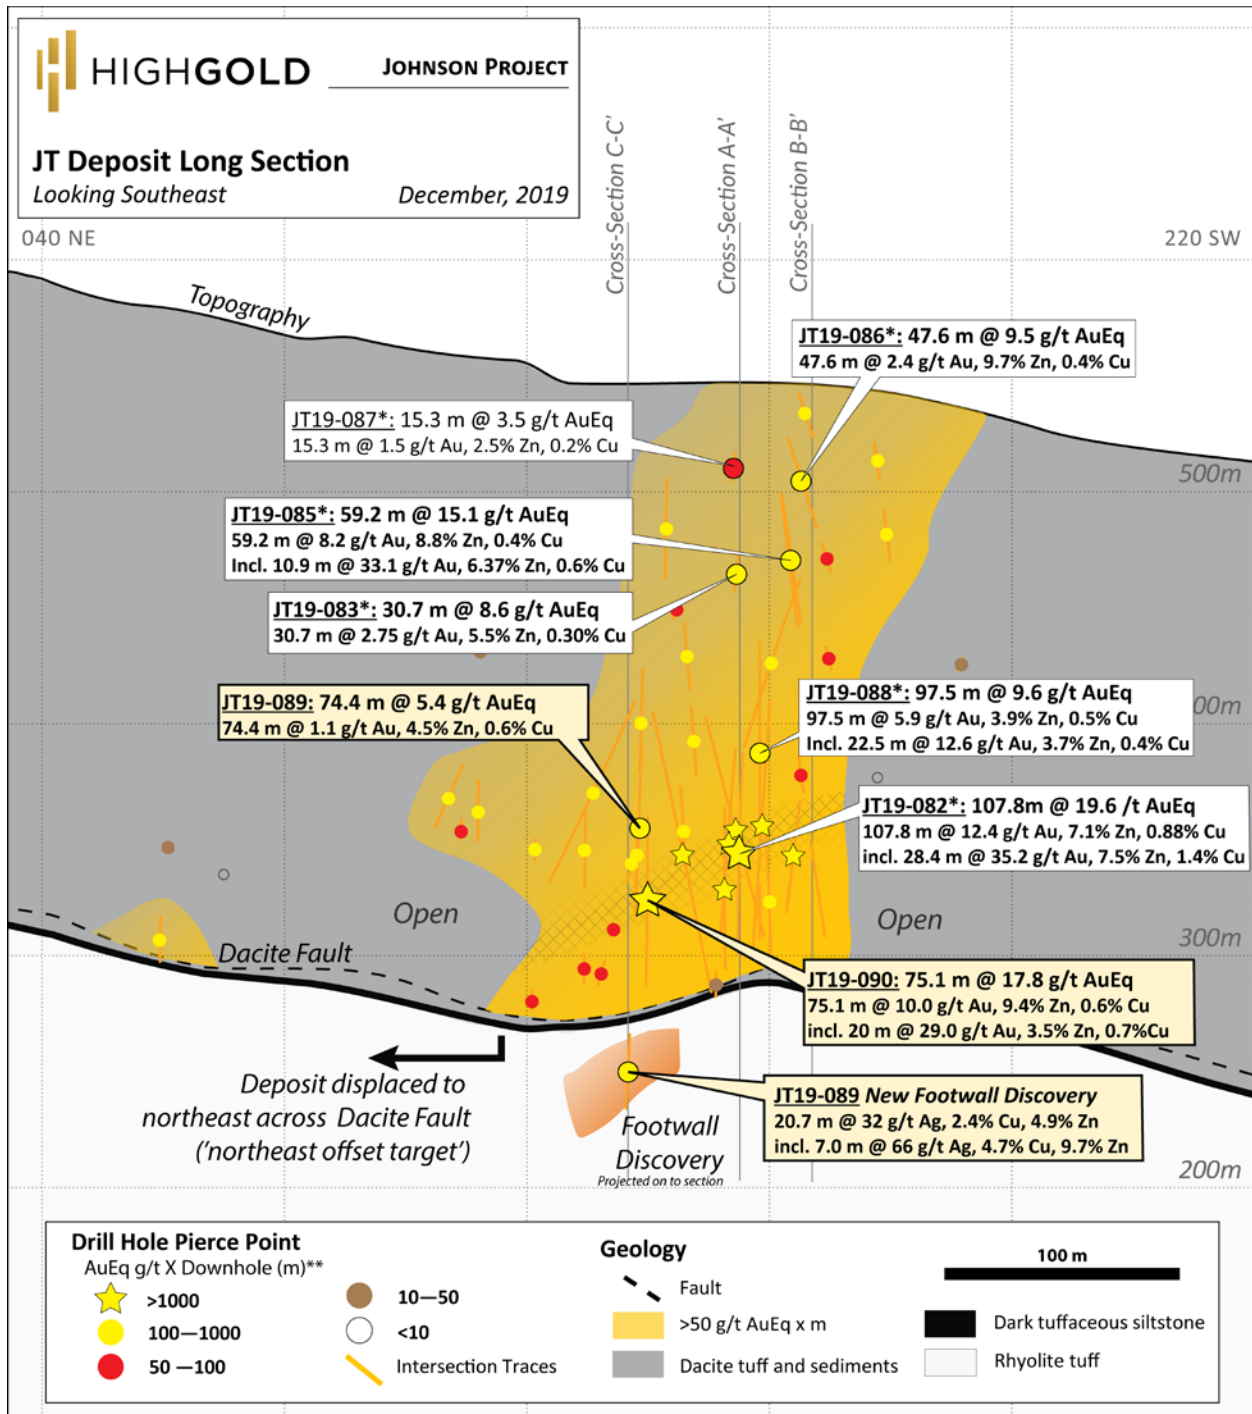 HIGHGOLD
JOHNSON PROJECT
JT Deposit Long Section
Looking Southeast
December, 2019
040 NE
220 SW
Cross-Section C-C'
Cross-Section A-A'
Cross-Section B-B'
Topography
JT19-086*: 47.6 m @ 9.5 g/t AuEq
47.6 m @ 2.4 g/t Au, 9.7% Zn, 0.4% Cu
JT19-087*: 15.3 m @ 3.5 g/t AuEq
15.3 m @ 1.5 g/t Au, 2.5% Zn, 0.2% Cu
500m
JT19-085*: 59.2 m @ 15.1 g/t AuEq
59.2 m @ 8.2 g/t Au, 8.8% Zn, 0.4% Cu
Incl. 10.9 m @ 33.1 g/t Au, 6.37% Zn, 0.6% Cu
JT19-083*: 30.7 m @ 8.6 g/t AuEq
30.7 m @ 2.75 g/t Au, 5.5% Zn, 0.30% Cu
JT19-089: 74.4 m @ 5.4 g/t AuEq
74.4 m @ 1.1 g/t Au, 4.5% Zn, 0.6% Cu
JT19-088*: 97.5 m @ 9.6 g/t AuEq
97.5 m @ 5.9 g/t Au, 3.9% Zn, 0.5% Cu
Incl. 22.5 m @ 12.6 g/t Au, 3.7% Zn, 0.4% Cu
00m
JT19-082*: 107.8m @ 19.6 /t AuEq
107.8 m @ 12.4 g/t Au, 7.1% Zn, 0.88% Cu
incl. 28.4 m @ 35.2 g/t Au, 7.5% Zn, 1.4% Cu
Open
Open
Dacite Fault
300m
JT19-090: 75.1 m @ 17.8 g/t AuEq
75.1 m @ 10.0 g/t Au, 9.4% Zn, 0.6% Cu
incl. 20 m @ 29.0 g/t Au, 3.5% Zn, 0.7%Cu
Deposit displaced to
northeast across Dacite Fault
('northeast offset target')
JT19-089 New Footwall Discovery
20.7 m @ 32 g/t Ag, 2.4% Cu, 4.9% Zn
incl. 7.0 m @ 66 g/t Ag, 4.7% Cu, 9.7% Zn
Footwall
Discovery
Projected on to section
200m
Drill Hole Pierce Point
AuEq g/t X Downhole (m)**
>1000
100—1000
50 —100
10—50
<10
Intersection Traces
Geology
Fault
>50 g/t AuEq x m
Dacite tuff and sediments
100 m
Dark tuffaceous siltstone
Rhyolite tuff